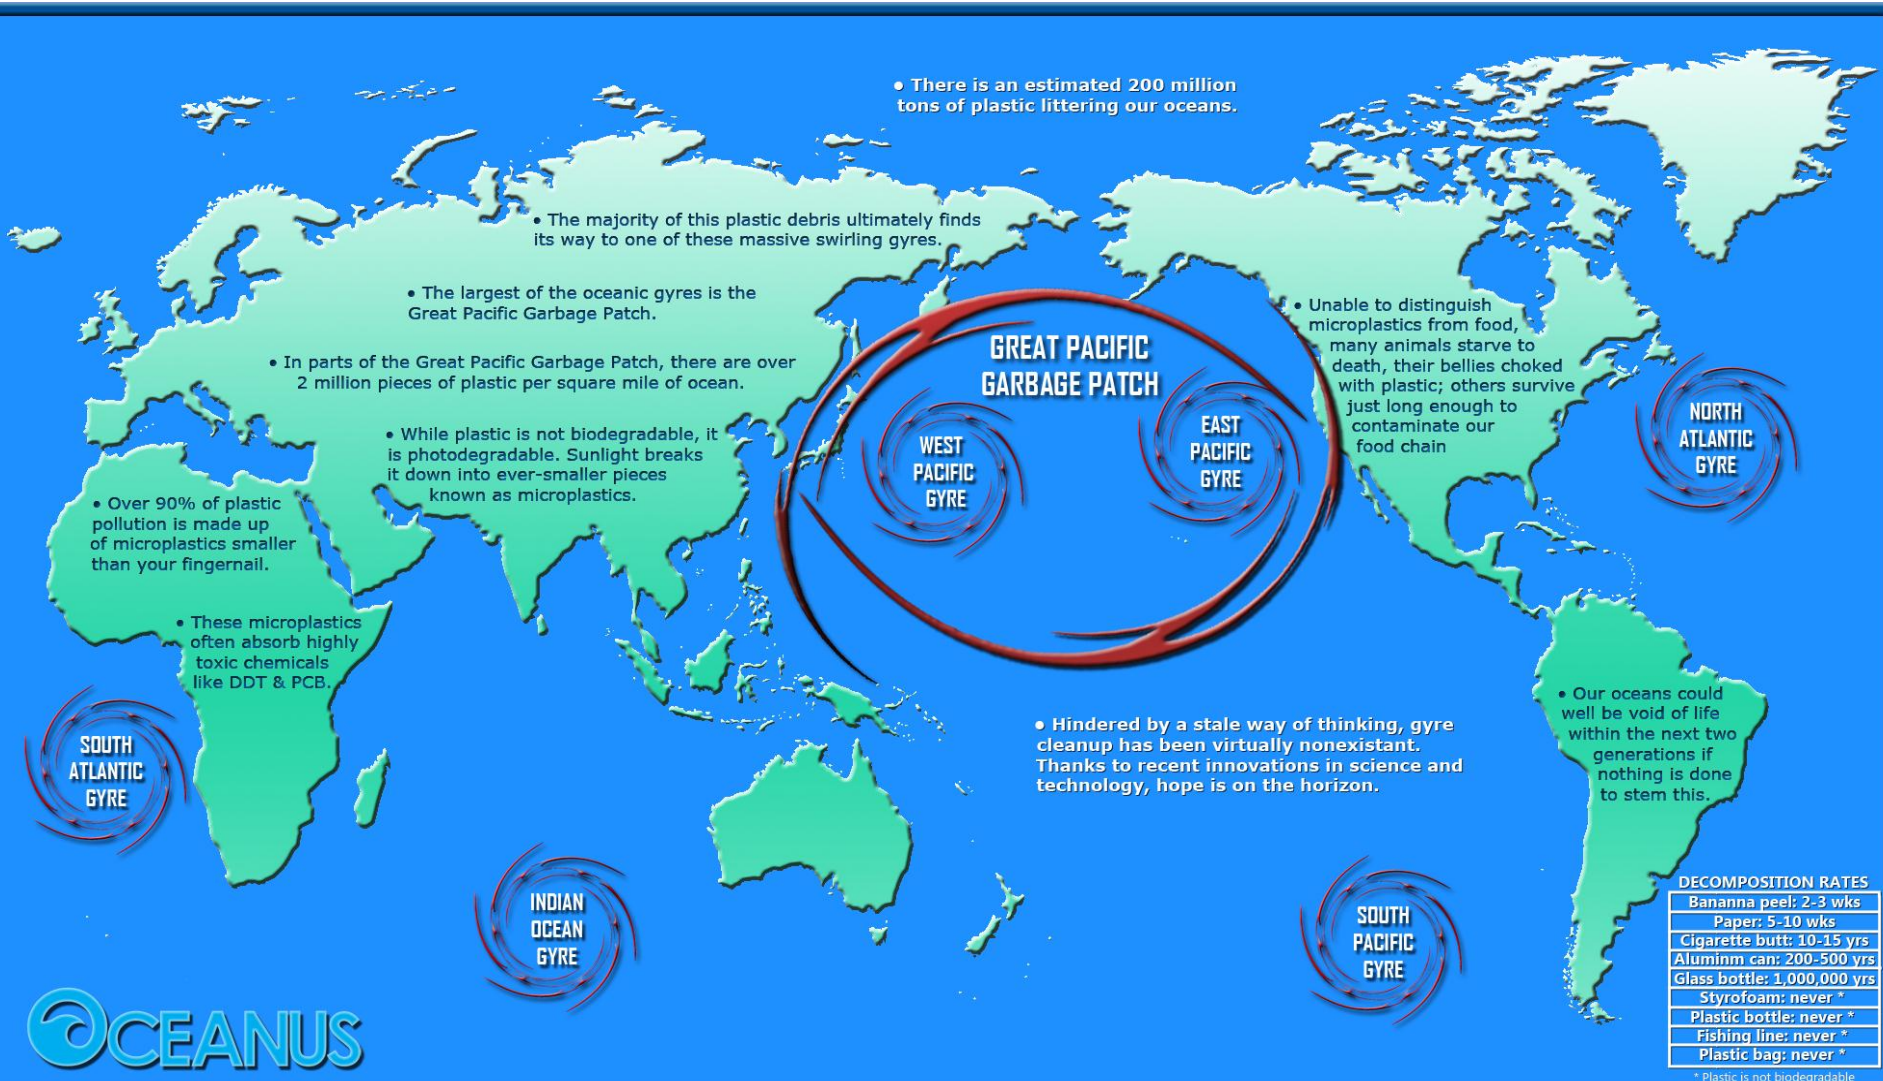 • There is an estimated 200 million
tons of plastic littering our oceans.
• The majority of this plastic debris ultimately finds
its way to one of these massive swirling gyres.
• The largest of the oceanic gyres is the
Great Pacific Garbage Patch.
• In parts of the Great Pacific Garbage Patch, there are over
2 million pieces of plastic per square mile of ocean.
• While plastic is not biodegradable, it
is photodegradable. Sunlight breaks
it down into ever-smaller pieces
known as microplastics.
• Over 90% of plastic
pollution is made up
of microplastics smaller
than your fingernail.
• These microplastics
often absorb highly
toxic chemicals
like DDT & PCB.
GREAT PACIFIC
GARBAGE PATCH
WEST
PACIFIC
GYRE
EAST
PACIFIC
GYRE
• Unable to distinguish
microplastics from food,
many animals starve to
death, their bellies choked
with plastic; others survive
just long enough to
contaminate our
food chain
NORTH
ATLANTIC
GYRE
SOUTH
ATLANTIC
GYRE
• Hindered by a stale way of thinking, gyre
cleanup has been virtually nonexistant.
Thanks to recent innovations in science and
technology, hope is on the horizon.
• Our oceans could
well be void of life
within the next two
generations if
nothing is done
to stem this.
INDIAN
OCEAN
GYRE
SOUTH
PACIFIC
GYRE
DECOMPOSITION RATES
Bananna peel: 2-3 wks
Paper: 5-10 wks
Cigarette butt: 10-15 yrs
Aluminm can: 200-500 yrs
Glass bottle: 1,000,000 yrs
Styrofoam: never *
Plastic bottle: never *
Fishing line: never *
Plastic bag: never *
* Plastic is not biodegradable
OCEANUS